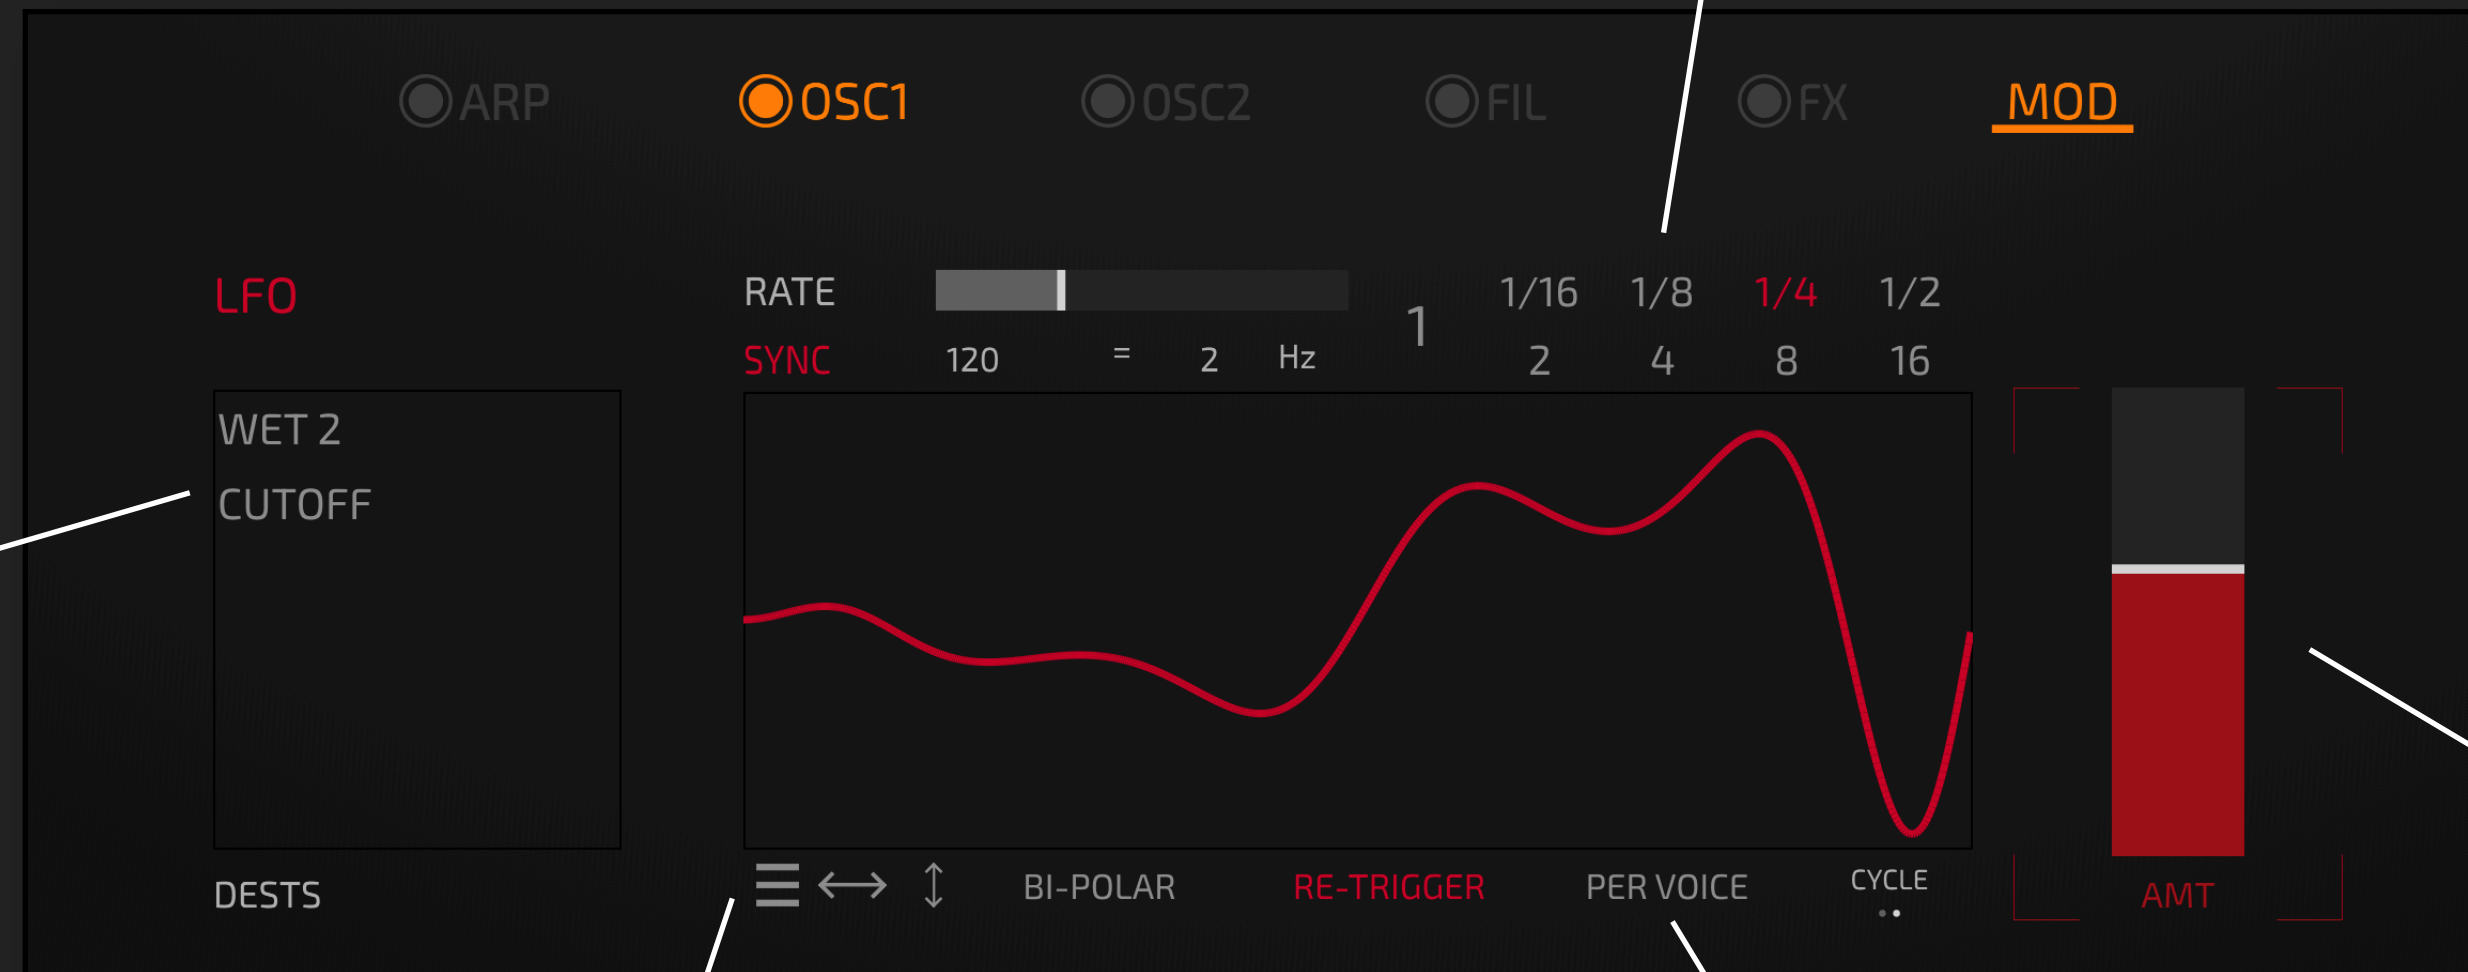 ARP OSC1 OSC2 FIL FX MOD
LFO
RATE
SYNC 120 = 2 Hz
1
1/16 1/8 1/4 1/2
2 4 8 16
WET 2
CUTOFF
DESTS
BI-POLAR RE-TRIGGER PER VOICE CYCLE
AMT